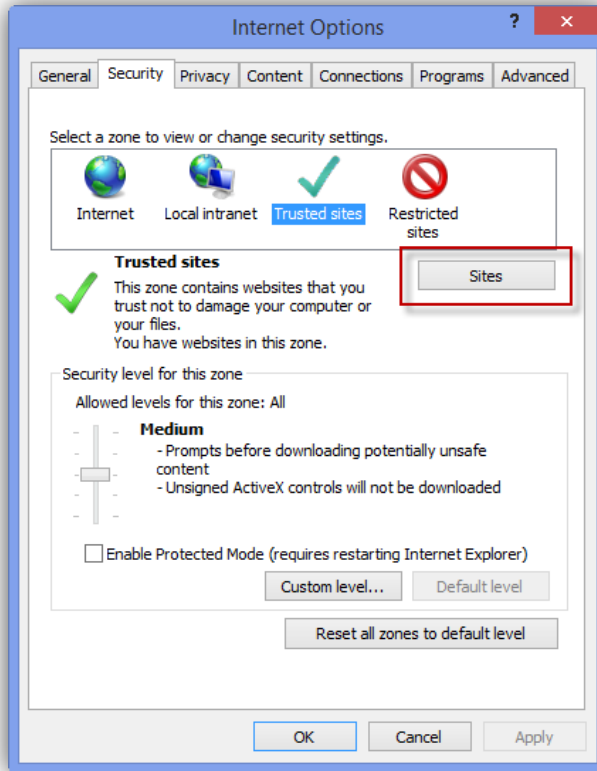 Internet Options
?
×
General Security Privacy Content Connections Programs Advanced
Select a zone to view or change security settings.
Internet Local intranet Trusted sites Restricted
sites
Trusted sites
Sites
This zone contains websites that you
trust not to damage your computer or
your files.
You have websites in this zone.
Security level for this zone
Allowed levels for this zone: All
Medium
- Prompts before downloading potentially unsafe
content
- Unsigned ActiveX controls will not be downloaded
Enable Protected Mode (requires restarting Internet Explorer)
Custom level... Default level
Reset all zones to default level
OK Cancel Apply